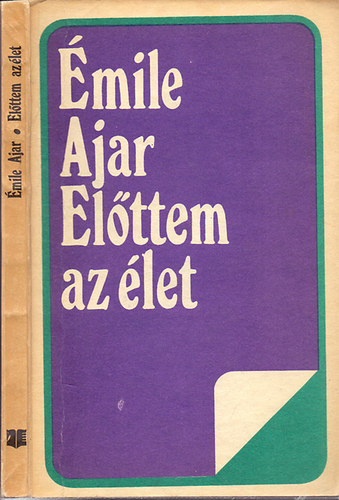 Émile Ajar • Előttem az élet
Émile
Ajar
Előttem
az élet